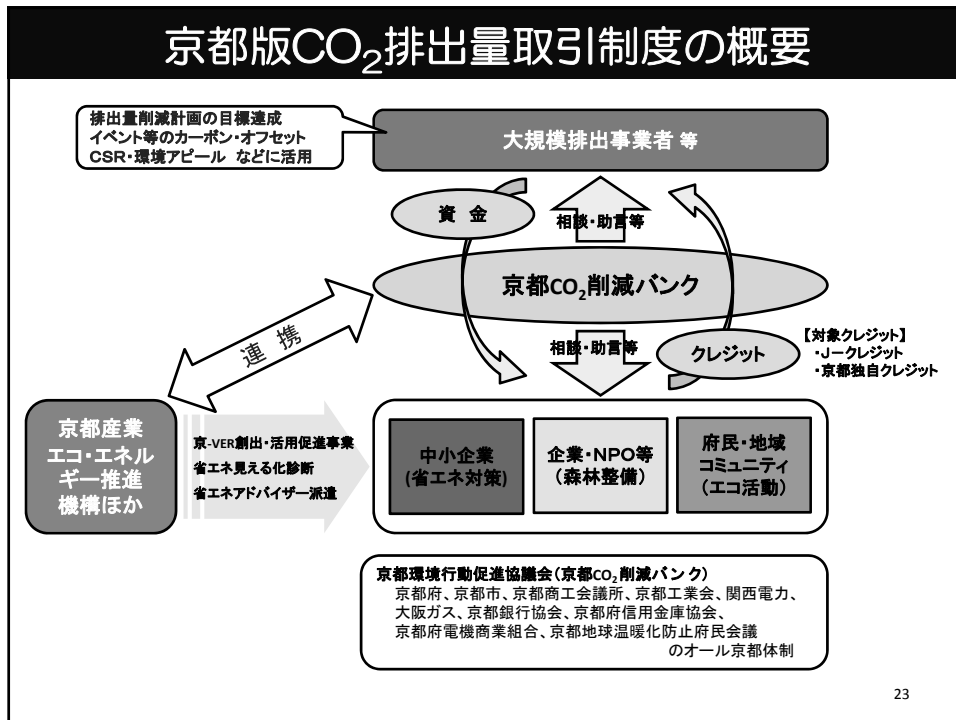 京都版CO₂排出量取引制度の概要
排出量削減計画の目標達成
イベント等のカーボン・オフセット
CSR・環境アピール などに活用
大規模排出事業者 等
資 金
相談・助言等
京都CO₂削減バンク
連 携
相談・助言等
クレジット
【対象クレジット】
・J－クレジット
・京都独自クレジット
京都産業
エコ・エネル
ギー推進
機構ほか
京-VER創出・活用促進事業
省エネ見える化診断
省エネアドバイザー派遣
中小企業
(省エネ対策)
企業・NPO等
（森林整備）
府民・地域
コミュニティ
（エコ活動）
京都環境行動促進協議会（京都CO₂削減バンク）
京都府、京都市、京都商工会議所、京都工業会、関西電力、
大阪ガス、京都銀行協会、京都府信用金庫協会、
京都府電機商業組合、京都地球温暖化防止府民会議
のオール京都体制
23